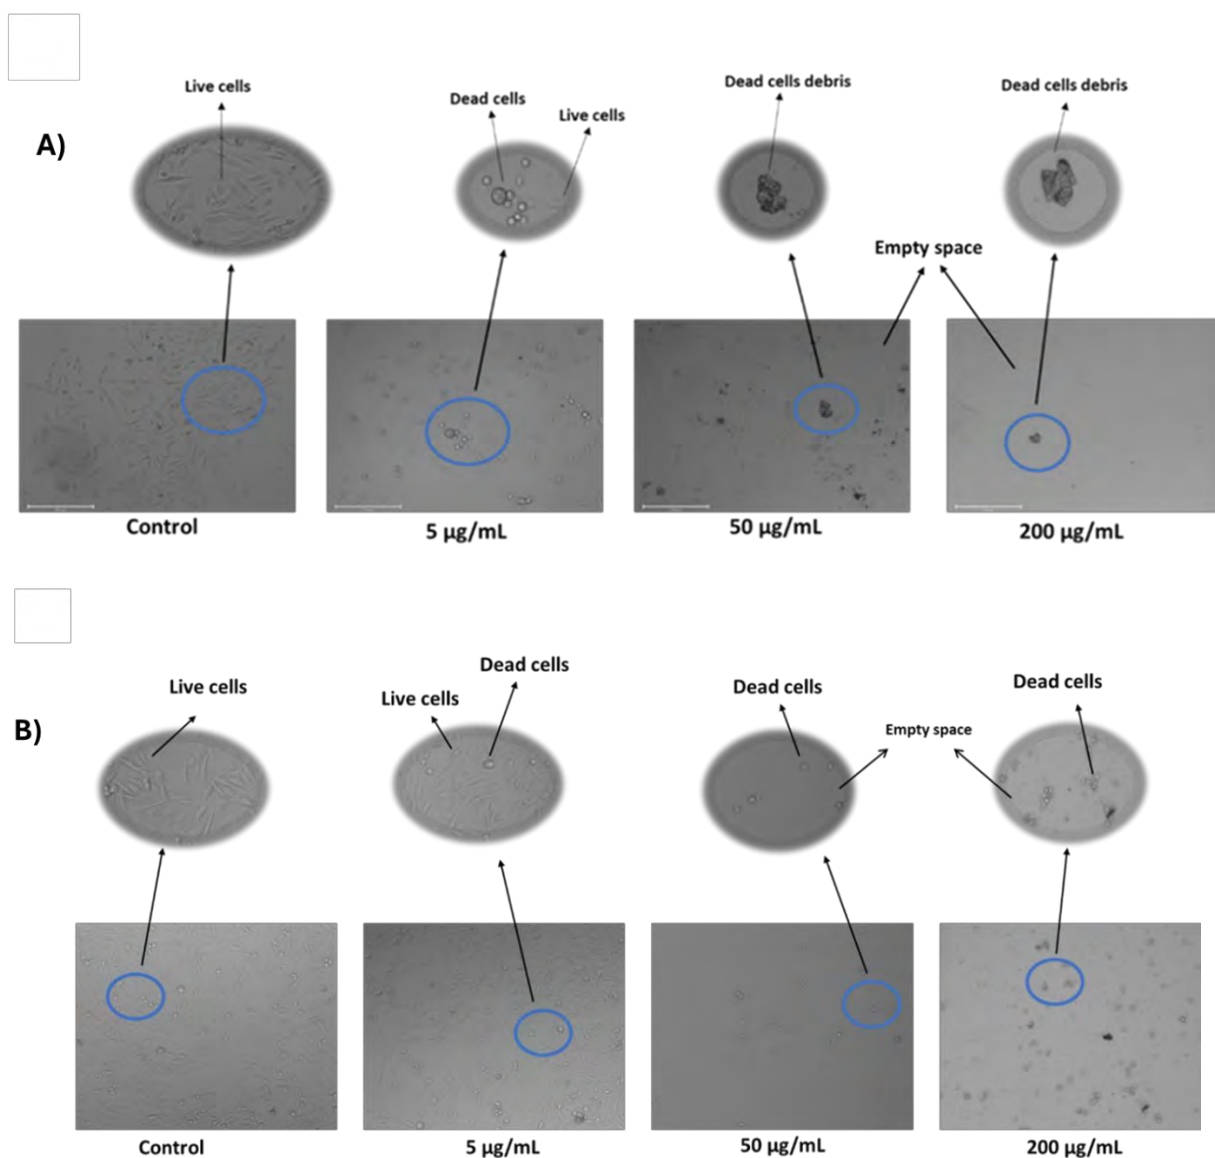 Live cells
Dead cells
Live cells
Dead cells debris
Dead cells debris
A)
Empty space
Control
5 µg/mL
50 µg/mL
200 µg/mL
Live cells
Live cells
Dead cells
Dead cells
Dead cells
B)
Empty space
Control
5 µg/mL
50 µg/mL
200 µg/mL